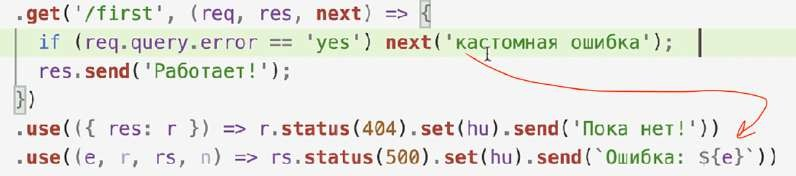 .get('/first', (req, res, next) => {
if (req.query.error == 'yes') next('кастомная ошибка');
res.send('Работает!');
})
.use(({ res: r }) => r.status(404).set(hu).send('Пока нет!'))
.use((e, r, rs, n) => rs.status(500).set(hu).send(`Ошибка: ${e}`))